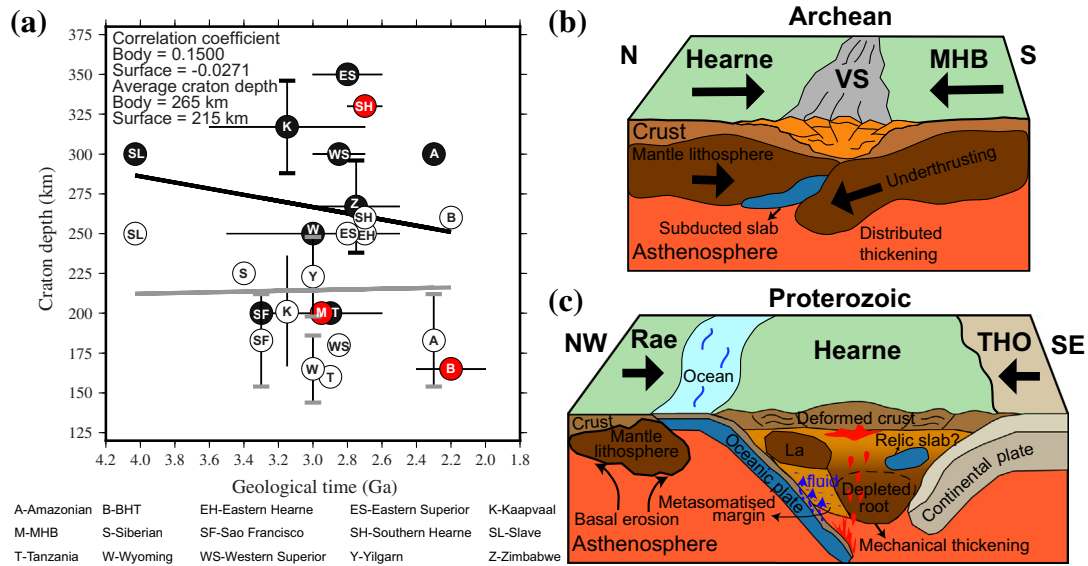 (a)
Correlation coefficient
Body = 0.1500
Surface = -0.0271
Average craton depth
Body = 265 km
Surface = 215 km
Craton depth (km)
375
350
325
300
275
250
225
200
175
150
125
ES
SH
K
SL
WS
A
Z
SH
B
SL
W
ES
EH
S
Y
SF
K
M
T
SF
WS
A
W
T
B
4.2 4.0 3.8 3.6 3.4 3.2 3.0 2.8 2.6 2.4 2.2 2.0 1.8
Geological time (Ga)
A-Amazonian B-BHT EH-Eastern Hearne ES-Eastern Superior K-Kaapvaal
M-MHB S-Siberian SF-Sao Francisco SH-Southern Hearne SL-Slave
T-Tanzania W-Wyoming WS-Western Superior Y-Yilgarn Z-Zimbabwe
(b)
Archean
N
Hearne
VS
MHB
S
Crust
Mantle lithosphere
Underthrusting
Subducted slab
Distributed
thickening
Asthenosphere
(c)
Proterozoic
NW
Rae
Hearne
THO
SE
Ocean
Crust
Deformed crust
Mantle
lithosphere
La
Relic slab?
Oceanic plate
fluid
Depleted
root
Continental plate
Metasomatised
margin
Basal erosion
Mechanical thickening
Asthenosphere